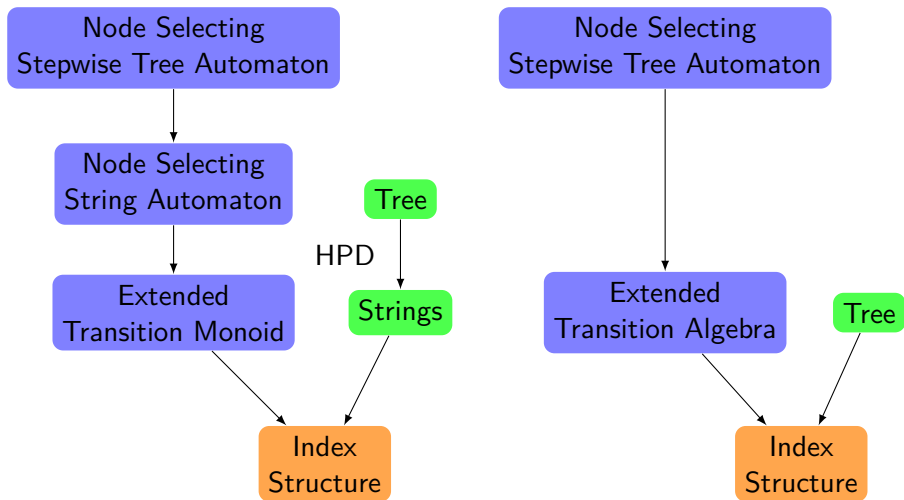 Node Selecting
Stepwise Tree Automaton
Node Selecting
String Automaton
Tree
HPD
Extended
Transition Monoid
Strings
Index
Structure
Node Selecting
Stepwise Tree Automaton
Extended
Transition Algebra
Tree
Index
Structure